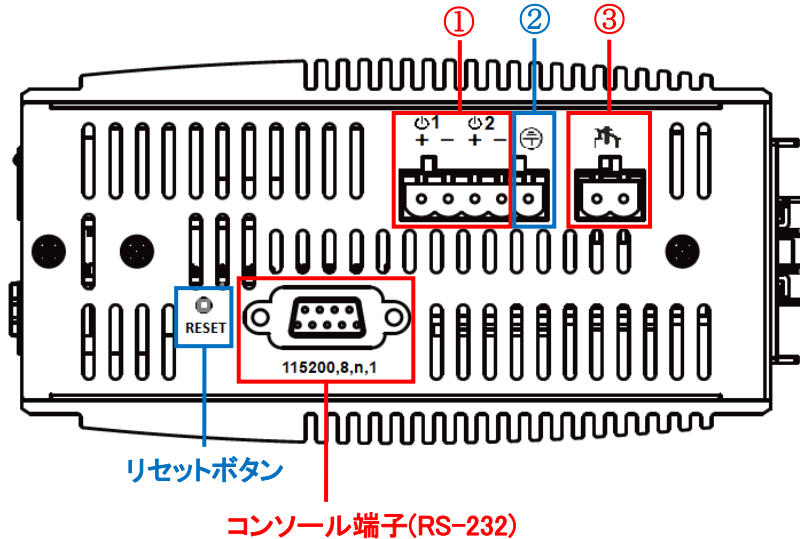 ① ② ③
⏻1 ⏻2
+ − + −
RESET
115200,8,n,1
リセットボタン
コンソール端子(RS-232)